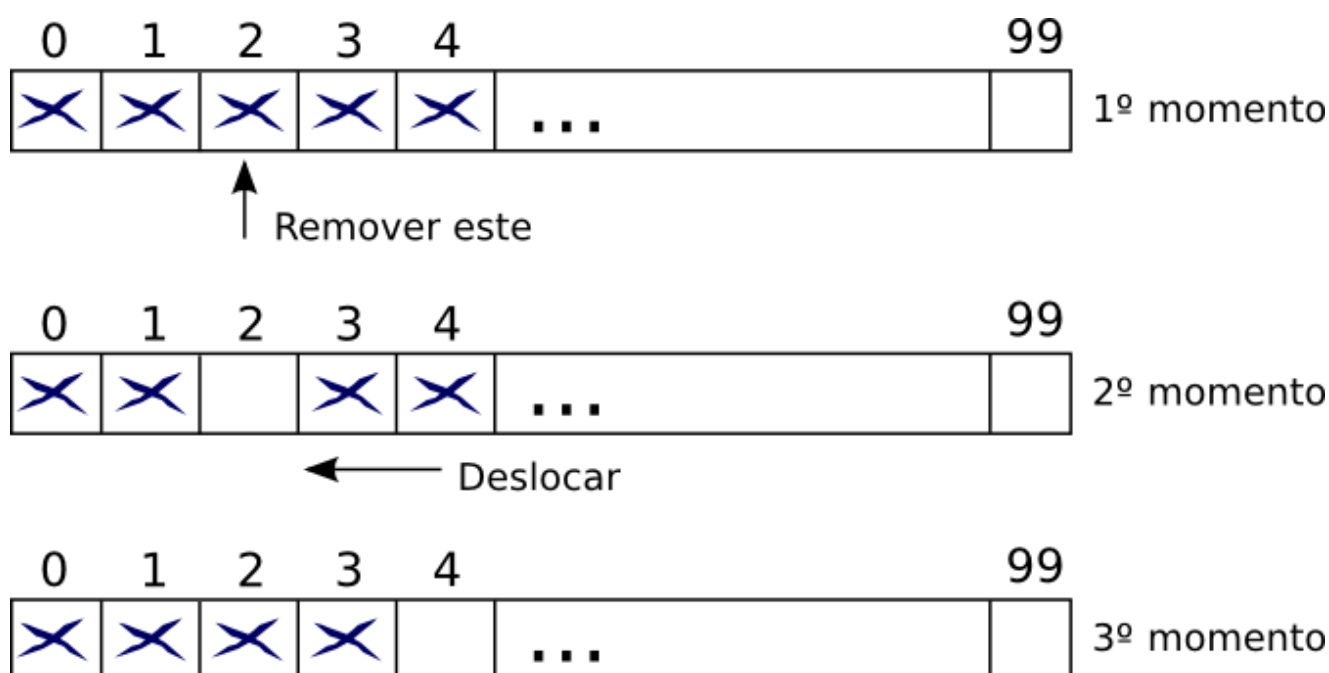 0 1 2 3 4 99
... 1º momento
Remover este
0 1 2 3 4 99
... 2º momento
Deslocar
0 1 2 3 4 99
... 3º momento